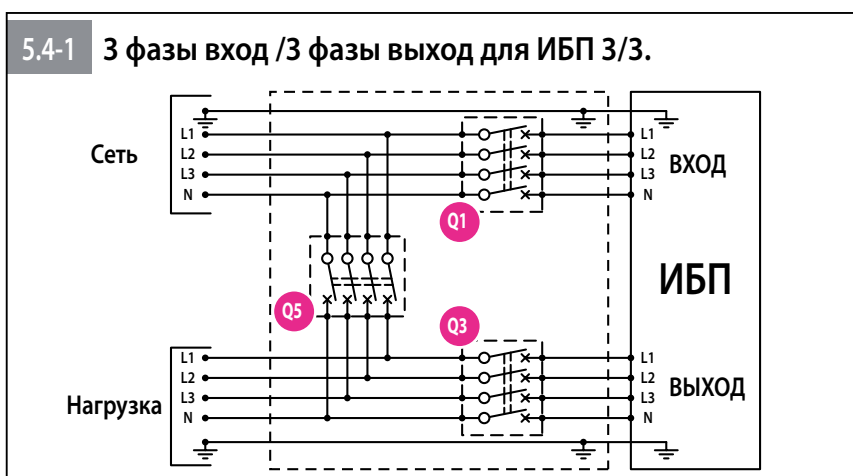 5.4-1 3 фазы вход /3 фазы выход для ИБП 3/3.
Сеть
L1
L2
L3
N
Q1
L1
L2
L3
N
ВХОД
ИБП
Q5
Q3
Нагрузка
L1
L2
L3
N
L1
L2
L3
N
ВЫХОД